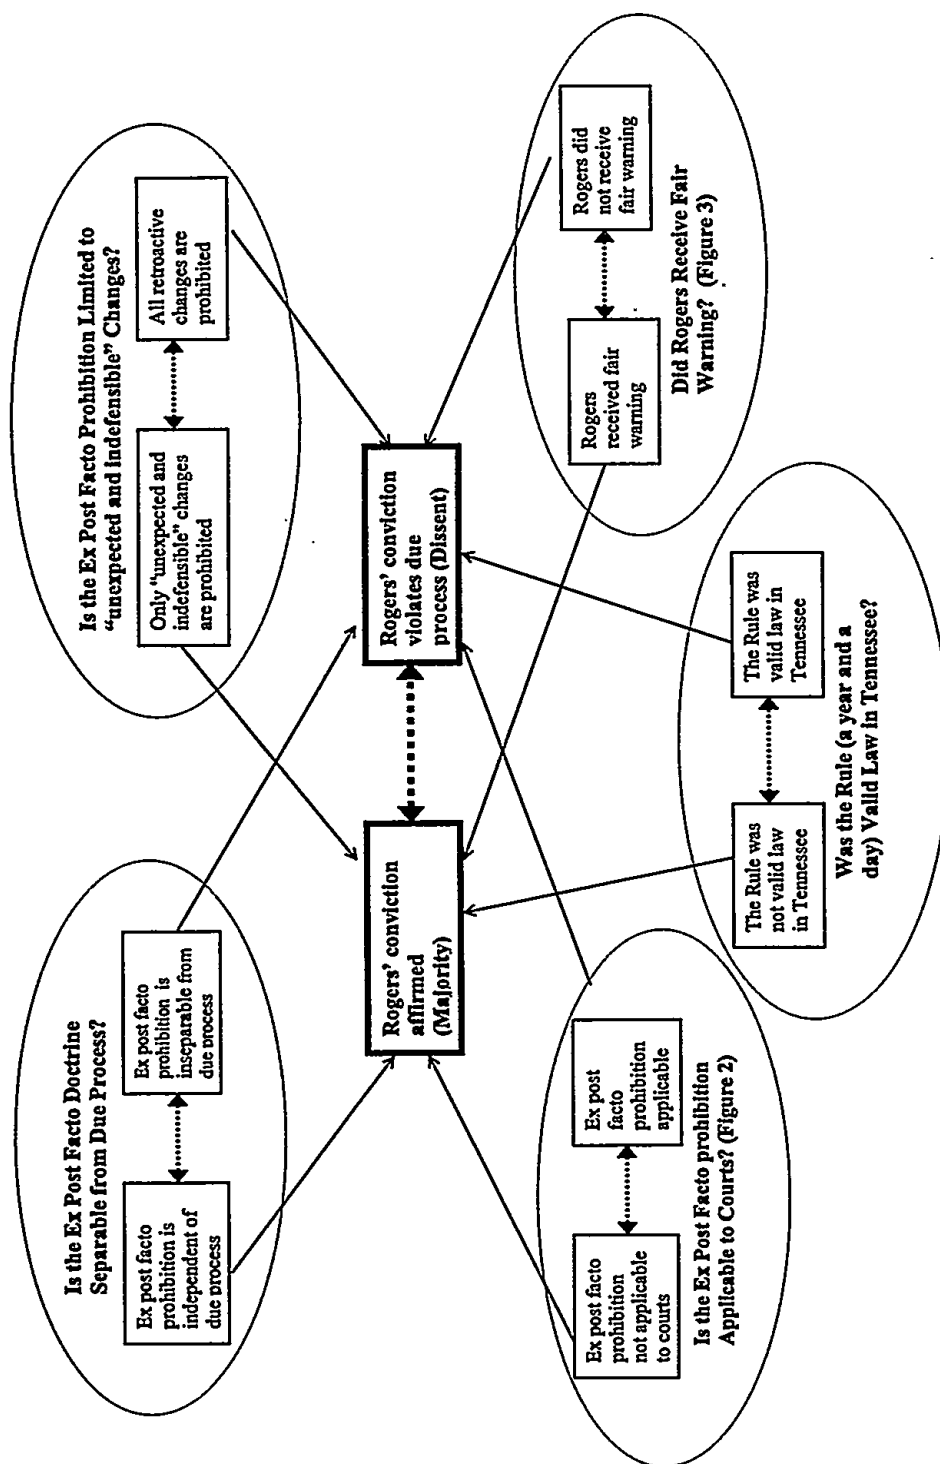 Is the Ex Post Facto Doctrine
Separable from Due Process?
Ex post facto
prohibition is
independent of
due process
Ex post facto
prohibition is
inseparable from
due process
Is the Ex Post Facto Prohibition Limited to
“unexpected and indefensible” Changes?
Only “unexpected and
indefensible” changes
are prohibited
All retroactive
changes are
prohibited
Rogers’ conviction
affirmed
(Majority)
Rogers’ conviction
violates due
process (Dissent)
Ex post facto
prohibition
not applicable
to courts
Ex post
facto
prohibition
applicable
Is the Ex Post Facto prohibition
Applicable to Courts? (Figure 2)
The Rule was
not valid law
in Tennessee
The Rule was
valid law in
Tennessee
Was the Rule (a year and a
day) Valid Law in Tennessee?
Rogers
received fair
warning
Rogers did
not receive
fair warning
Did Rogers Receive Fair
Warning? (Figure 3)